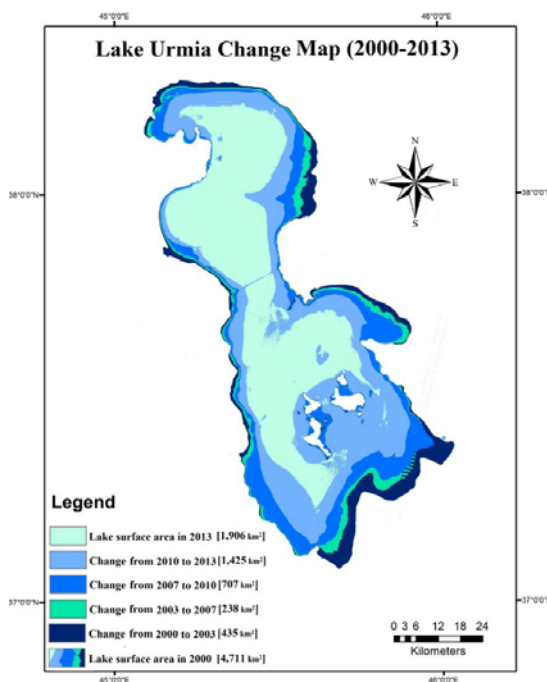 45°0'0"E 46°0'0"E
Lake Urmia Change Map (2000-2013)
N
W E
S
38°0'0"N 38°0'0"N
Legend
Lake surface area in 2013 [1,906 km²]
Change from 2010 to 2013 [1,425 km²]
Change from 2007 to 2010 [707 km²]
Change from 2003 to 2007 [238 km²]
Change from 2000 to 2003 [435 km²]
Lake surface area in 2000 [4,711 km²]
37°0'0"N 37°0'0"N
0 3 6 12 18 24
Kilometers
45°0'0"E 46°0'0"E